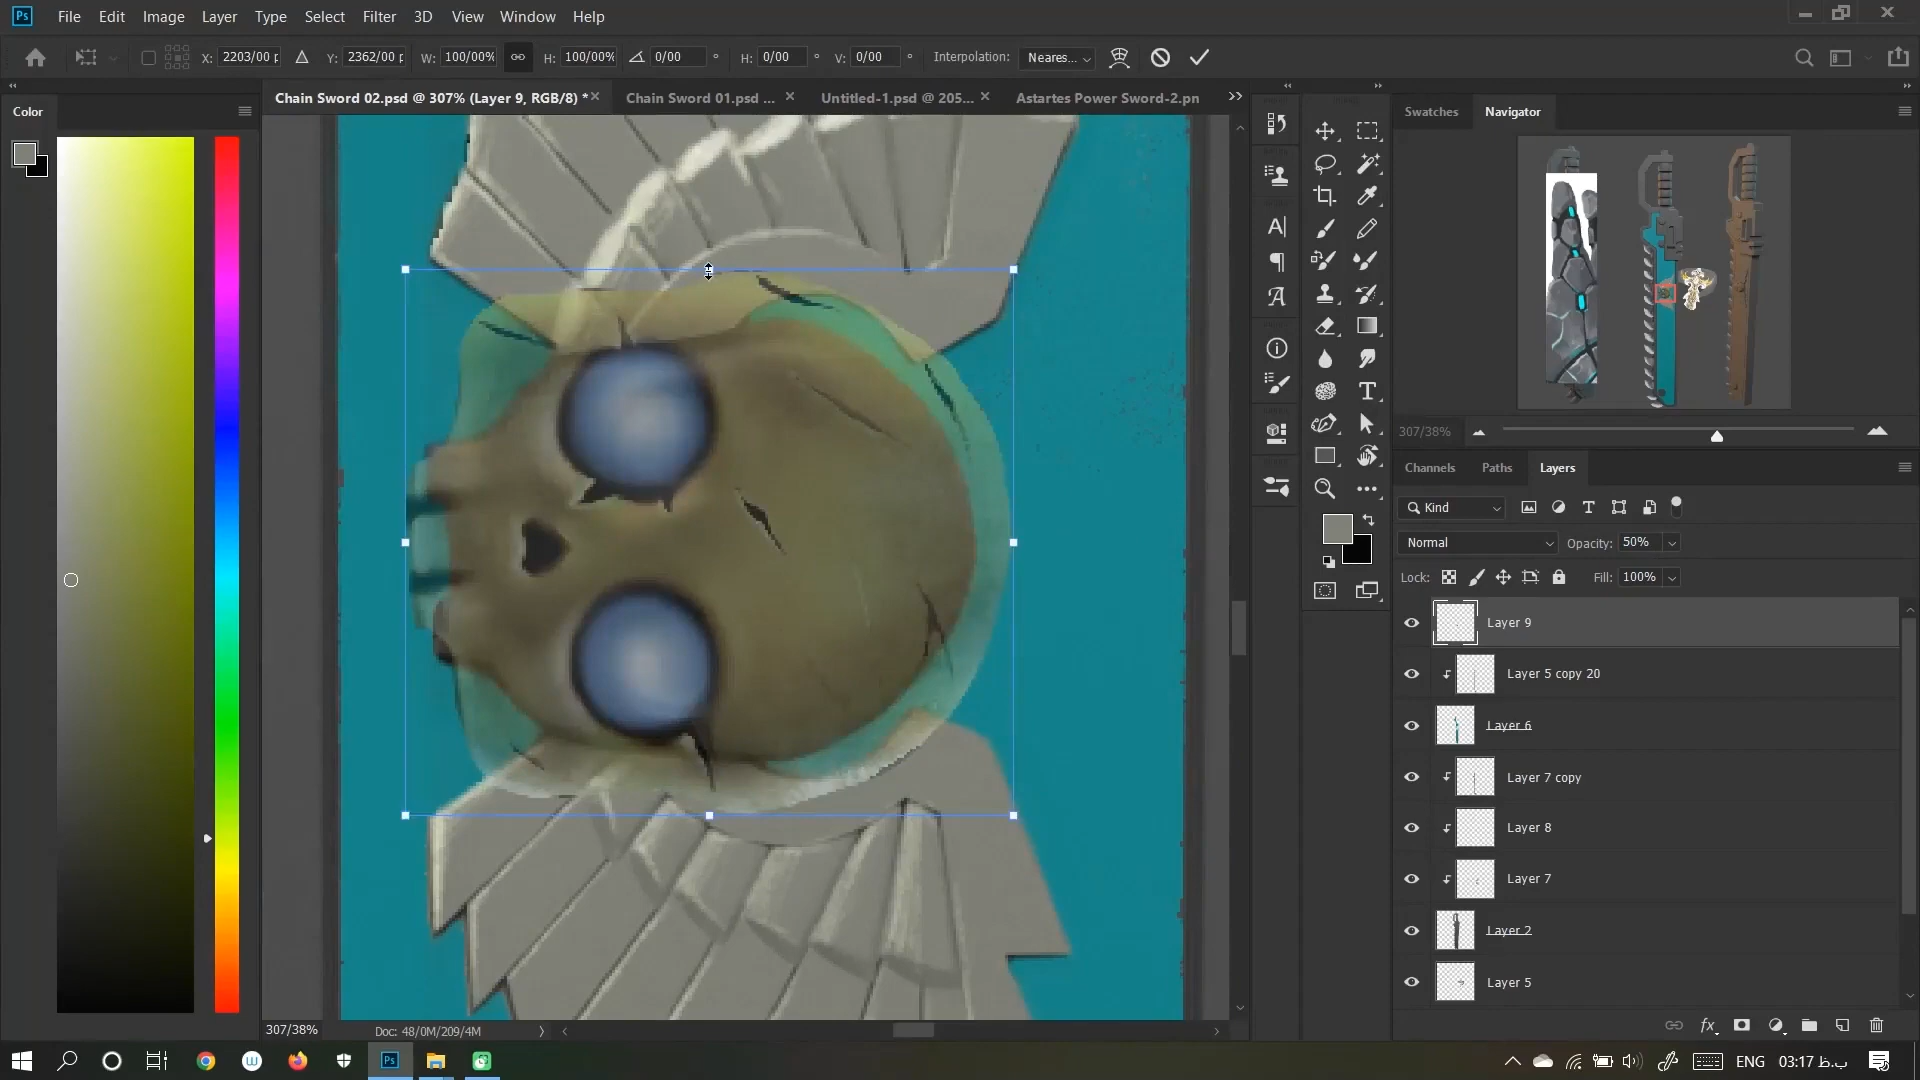 Ps File Edit Image Layer Type Select Filter 3D View Window Help
X: 2203/00 p Y: 2362/00 p W: 100/00% H: 100/00% 0/00 ° H: 0/00 ° V: 0/00 ° Interpolation: Neares...
Color
Chain Sword 02.psd @ 307% (Layer 9, RGB/8) * Chain Sword 01.psd ... Untitled-1.psd @ 205... Astartes Power Sword-2.pn
Swatches Navigator
307/38%
Channels Paths Layers
Kind
Normal Opacity: 50%
Lock: Fill: 100%
Layer 9
Layer 5 copy 20
Layer 6
Layer 7 copy
Layer 8
Layer 7
Layer 2
Layer 5
fx
307/38% Doc: 48/0M/209/4M
Ps ENG 03:17 ب.ظ